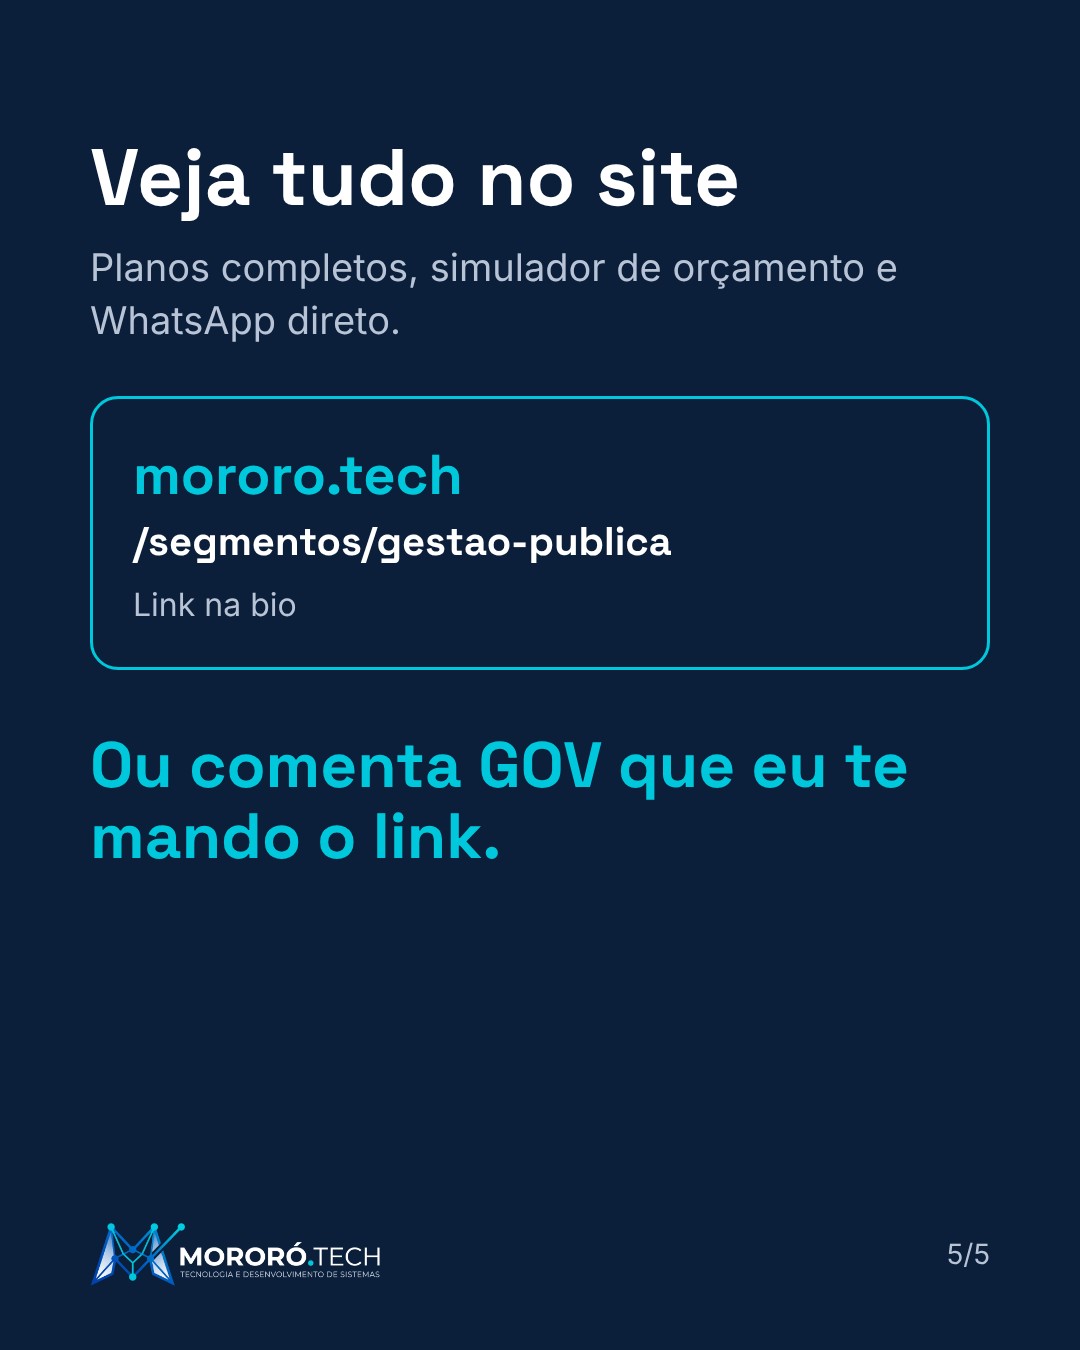 Veja tudo no site
Planos completos, simulador de orçamento e
WhatsApp direto.
mororo.tech
/segmentos/gestao-publica
Link na bio
Ou comenta GOV que eu te
mando o link.
MORORÓ.TECH
TECNOLOGIA E DESENVOLVIMENTO DE SISTEMAS
5/5